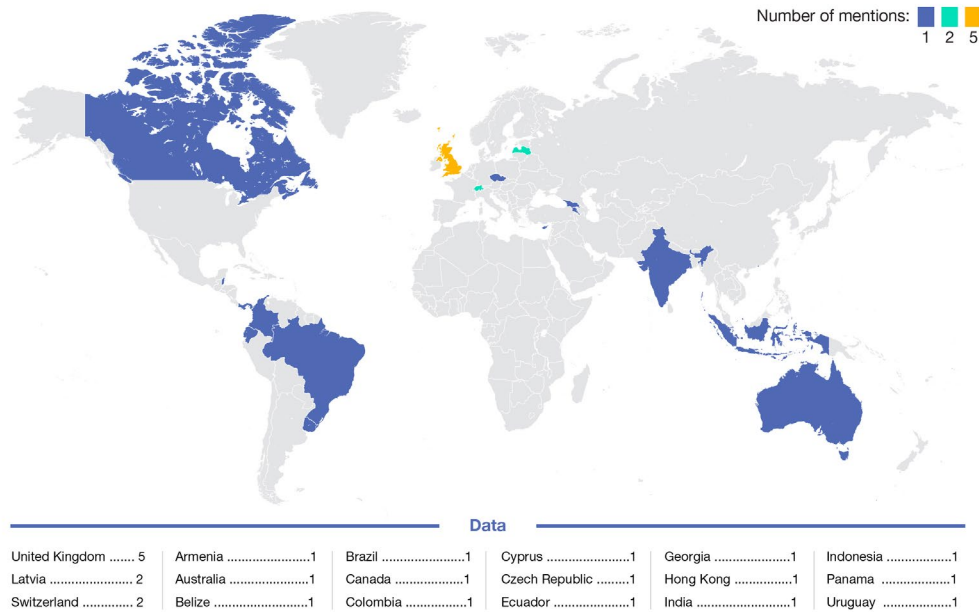 Number of mentions:
1 2 5
Data
United Kingdom ....... 5
Latvia ...................... 2
Switzerland ............. 2
Armenia ......................1
Australia .....................1
Belize .........................1
Brazil ..........................1
Canada ......................1
Colombia ...................1
Cyprus .......................1
Czech Republic .........1
Ecuador .....................1
Georgia ......................1
Hong Kong ................1
India ...........................1
Indonesia ...................1
Panama .....................1
Uruguay .....................1